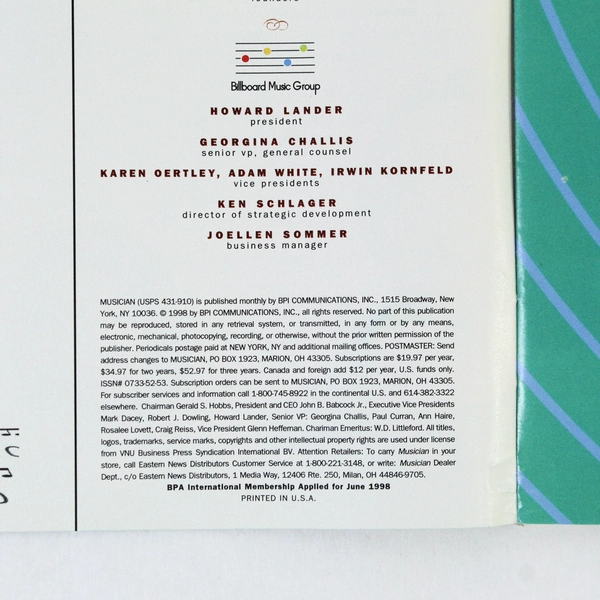 founders
Billboard Music Group
HOWARD LANDER
president
GEORGINA CHALLIS
senior vp, general counsel
KAREN OERTLEY, ADAM WHITE, IRWIN KORNFELD
vice presidents
KEN SCHLAGER
director of strategic development
JOELLEN SOMMER
business manager
MUSICIAN (USPS 431-910) is published monthly by BPI COMMUNICATIONS, INC., 1515 Broadway, New
York, NY 10036. © 1998 by BPI COMMUNICATIONS, INC., all rights reserved. No part of this publication
may be reproduced, stored in any retrieval system, or transmitted, in any form or by any means,
electronic, mechanical, photocopying, recording, or otherwise, without the prior written permission of the
publisher. Periodicals postage paid at NEW YORK, NY and additional mailing offices. POSTMASTER: Send
address changes to MUSICIAN, PO BOX 1923, MARION, OH 43305. Subscriptions are $19.97 per year,
$34.97 for two years, $52.97 for three years. Canada and foreign add $12 per year, U.S. funds only.
ISSN# 0733-52-53. Subscription orders can be sent to MUSICIAN, PO BOX 1923, MARION, OH 43305.
For subscriber services and information call 1-800-745-8922 in the continental U.S. and 614-382-3322
elsewhere. Chairman Gerald S. Hobbs, President and CEO John B. Babcock Jr., Executive Vice Presidents
Mark Dacey, Robert J. Dowling, Howard Lander, Senior VP: Georgina Challis, Paul Curran, Ann Haire,
Rosalee Lovett, Craig Reiss, Vice President Glenn Heffernan. Chariman Emeritus: W.D. Littleford. All titles,
logos, trademarks, service marks, copyrights and other intellectual property rights are used under license
from VNU Business Press Syndication International BV. Attention Retailers: To carry Musician in your
store, call Eastern News Distributors Customer Service at 1-800-221-3148, or write: Musician Dealer
Dept., c/o Eastern News Distributors, 1 Media Way, 12406 Rte. 250, Milan, OH 44846-9705.
BPA International Membership Applied for June 1998
PRINTED IN U.S.A.